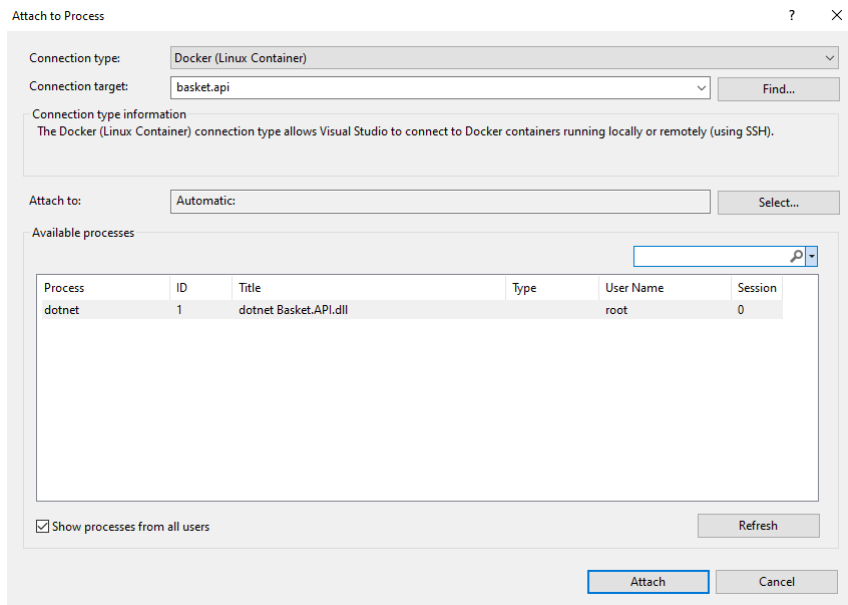 Attach to Process
Connection type: Docker (Linux Container)
Connection target: basket.api Find...
Connection type information
The Docker (Linux Container) connection type allows Visual Studio to connect to Docker containers running locally or remotely (using SSH).
Attach to: Automatic: Select...
Available processes
Process ID Title Type User Name Session
dotnet 1 dotnet Basket.API.dll root 0
Show processes from all users Refresh
Attach Cancel